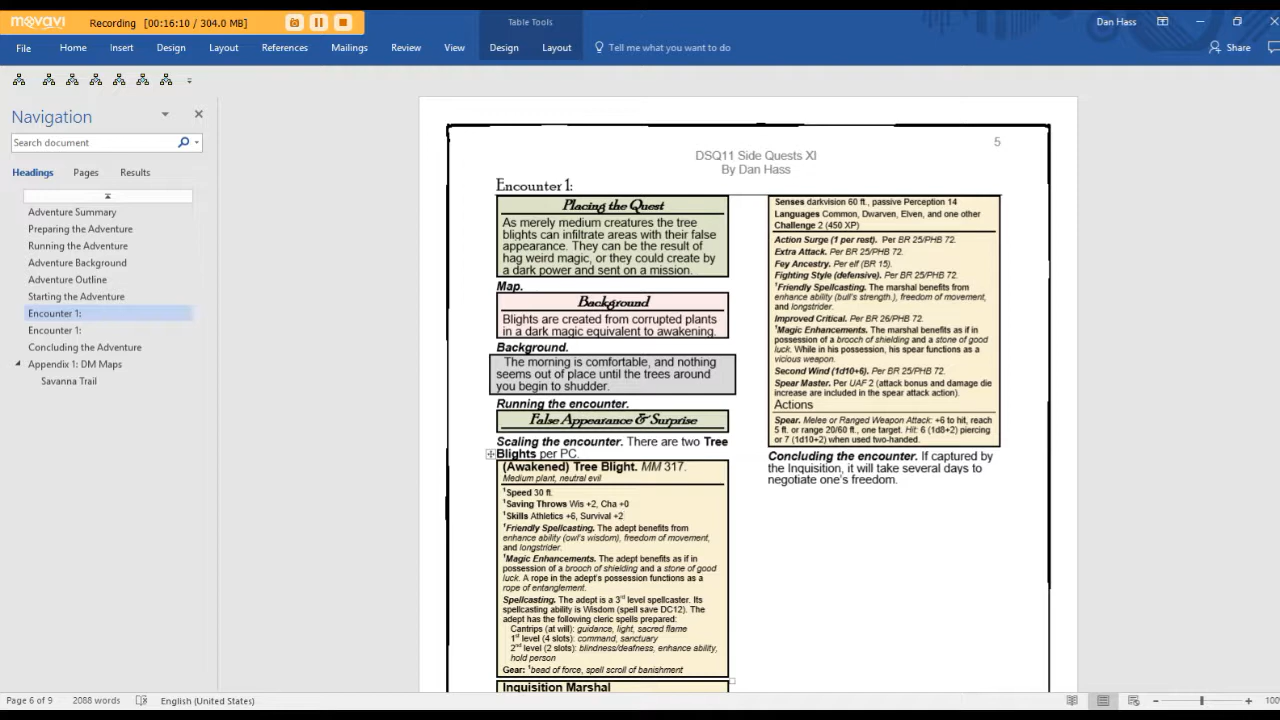 movavi
Recording (00:16:10 / 304.0 MB)
Table Tools
Dan Hass
File Home Insert Design Layout References Mailings Review View Design Layout Tell me what you want to do Share
Navigation
Search document
Headings Pages Results
Adventure Summary
Preparing the Adventure
Running the Adventure
Adventure Background
Adventure Outline
Starting the Adventure
Encounter 1:
Encounter 1:
Concluding the Adventure
Appendix 1: DM Maps
Savanna Trail
5
DSQ11 Side Quests XI
By Dan Hass
Encounter 1:
Placing the Quest
As merely medium creatures the tree
blights can infiltrate areas with their false
appearance. They can be the result of
hag weird magic, or they could create by
a dark power and sent on a mission.
Map.
Background
Blights are created from corrupted plants
in a dark magic equivalent to awakening.
Background.
The morning is comfortable, and nothing
seems out of place until the trees around
you begin to shudder.
Running the encounter.
False Appearance & Surprise
Scaling the encounter. There are two Tree
Blights per PC.
(Awakened) Tree Blight. MM 317.
Medium plant, neutral evil
¹Speed 30 ft.
¹Saving Throws Wis +2, Cha +0
¹Skills Athletics +6, Survival +2
¹Friendly Spellcasting. The adept benefits from
enhance ability (owl's wisdom), freedom of movement,
and longstrider.
¹Magic Enhancements. The adept benefits as if in
possession of a brooch of shielding and a stone of good
luck. A rope in the adept's possession functions as a
rope of entanglement.
Spellcasting. The adept is a 3rd level spellcaster. Its
spellcasting ability is Wisdom (spell save DC12). The
adept has the following cleric spells prepared:
Cantrips (at will): guidance, light, sacred flame
1st level (4 slots): command, sanctuary
2nd level (2 slots): blindness/deafness, enhance ability,
hold person
Gear: ¹bead of force, spell scroll of banishment
Inquisition Marshal
Senses darkvision 60 ft., passive Perception 14
Languages Common, Dwarven, Elven, and one other
Challenge 2 (450 XP)
Action Surge (1 per rest). Per BR 25/PHB 72.
Extra Attack. Per BR 25/PHB 72.
Fey Ancestry. Per elf (BR 15).
Fighting Style (defensive). Per BR 25/PHB 72.
¹Friendly Spellcasting. The marshal benefits from
enhance ability (bull's strength.), freedom of movement,
and longstrider.
Improved Critical. Per BR 26/PHB 72.
¹Magic Enhancements. The marshal benefits as if in
possession of a brooch of shielding and a stone of good
luck. While in his possession, his spear functions as a
vicious weapon.
Second Wind (1d10+6). Per BR 25/PHB 72.
Spear Master. Per UAF 2 (attack bonus and damage die
increase are included in the spear attack action).
Actions
Spear. Melee or Ranged Weapon Attack: +6 to hit, reach
5 ft. or range 20/60 ft., one target. Hit: 6 (1d8+2) piercing
or 7 (1d10+2) when used two-handed.
Concluding the encounter. If captured by
the Inquisition, it will take several days to
negotiate one's freedom.
Page 6 of 9 2088 words English (United States) 100